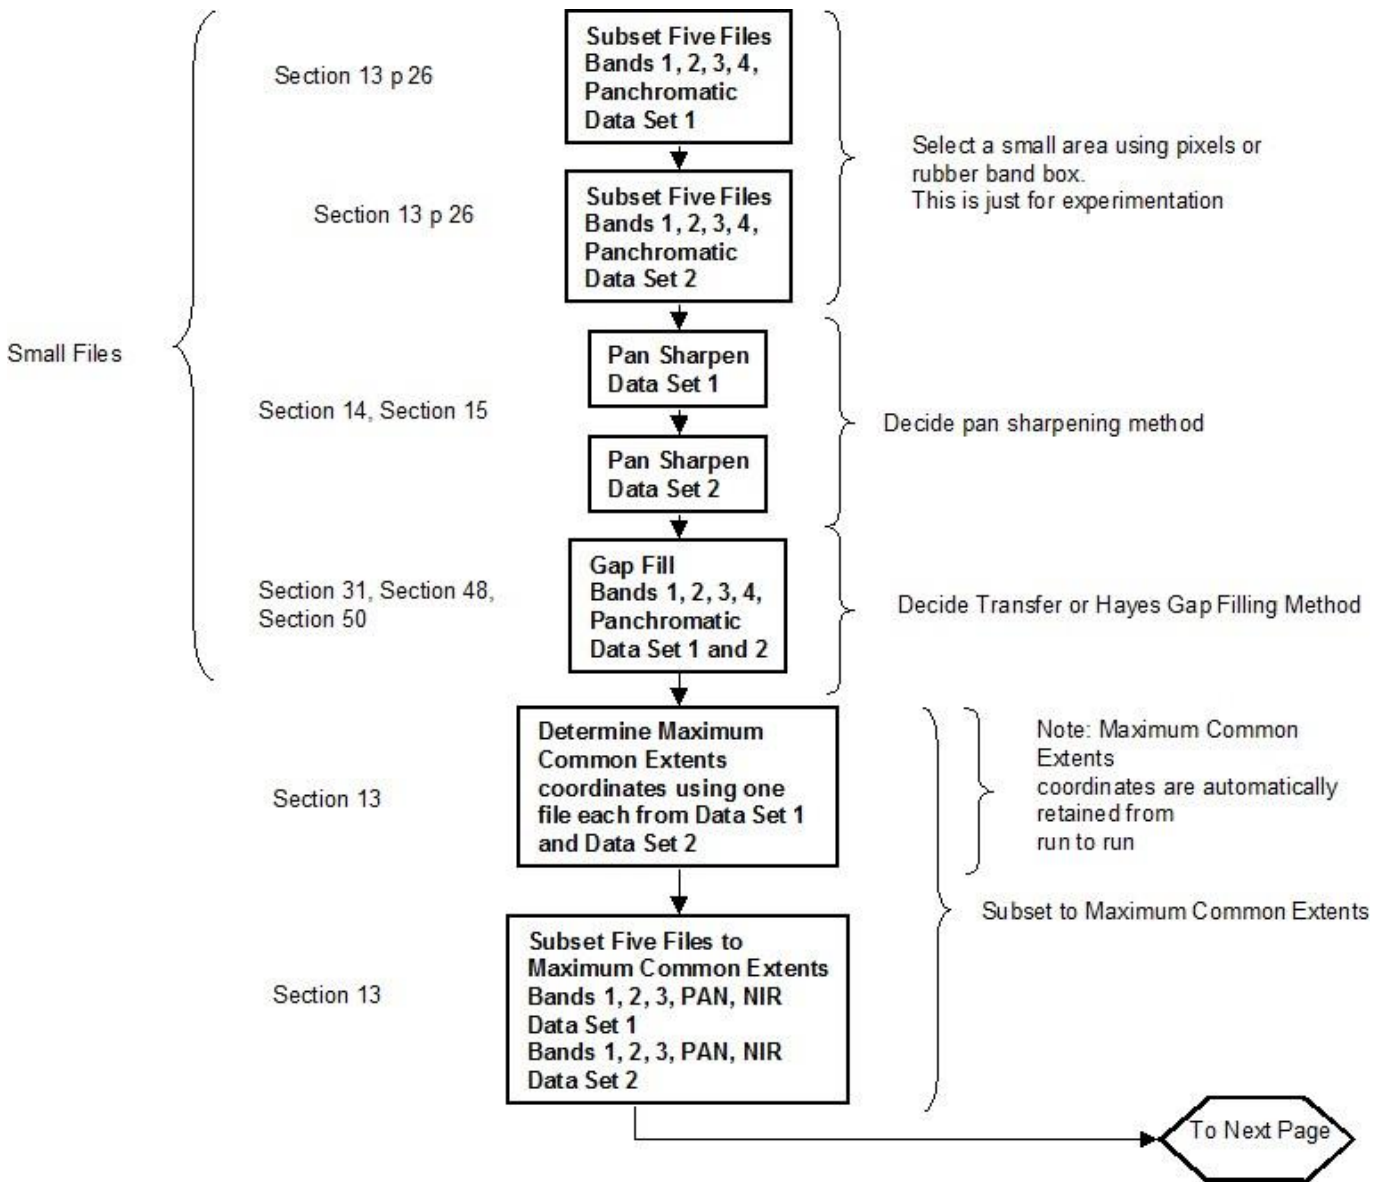 Subset Five Files
Bands 1, 2, 3, 4,
Panchromatic
Data Set 1
Section 13 p 26
Select a small area using pixels or
rubber band box.
This is just for experimentation
Subset Five Files
Bands 1, 2, 3, 4,
Panchromatic
Data Set 2
Section 13 p 26
Small Files
Pan Sharpen
Data Set 1
Section 14, Section 15
Decide pan sharpening method
Pan Sharpen
Data Set 2
Gap Fill
Bands 1, 2, 3, 4,
Panchromatic
Data Set 1 and 2
Section 31, Section 48,
Section 50
Decide Transfer or Hayes Gap Filling Method
Determine Maximum
Common Extents
coordinates using one
file each from Data Set 1
and Data Set 2
Section 13
Note: Maximum Common
Extents
coordinates are automatically
retained from
run to run
Subset to Maximum Common Extents
Subset Five Files to
Maximum Common Extents
Bands 1, 2, 3, PAN, NIR
Data Set 1
Bands 1, 2, 3, PAN, NIR
Data Set 2
Section 13
To Next Page